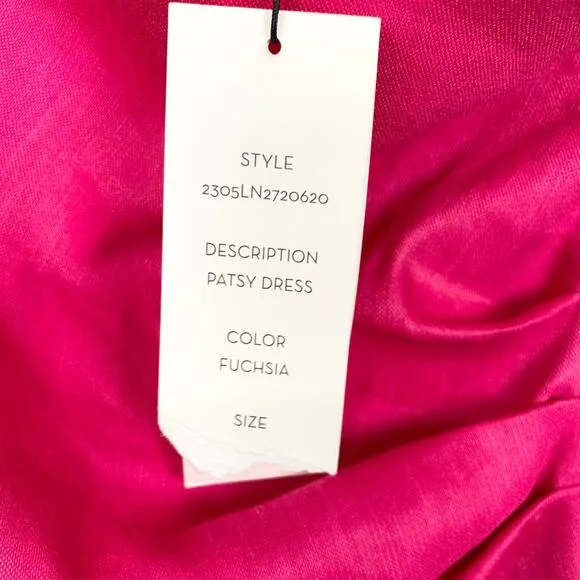 STYLE
2305LN2720620
DESCRIPTION
PATSY DRESS
COLOR
FUCHSIA
SIZE